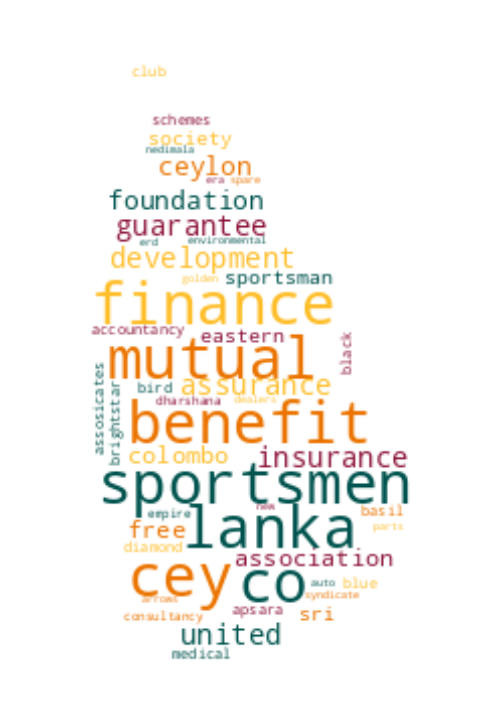 club
schemes
society
nedimala
ceylon
era spare
foundation
guarantee
erd environmental
development
golden sportsman
finance
accountancy eastern
black
mutual
assosicates
brightstar
bird assurance
dharshana dealers
benefit
colombo insurance
sportsmen
new
empire lanka basil
free parts
diamond association
cey co auto blue
arrows syndicate
consultancy apsara sri
united
medical